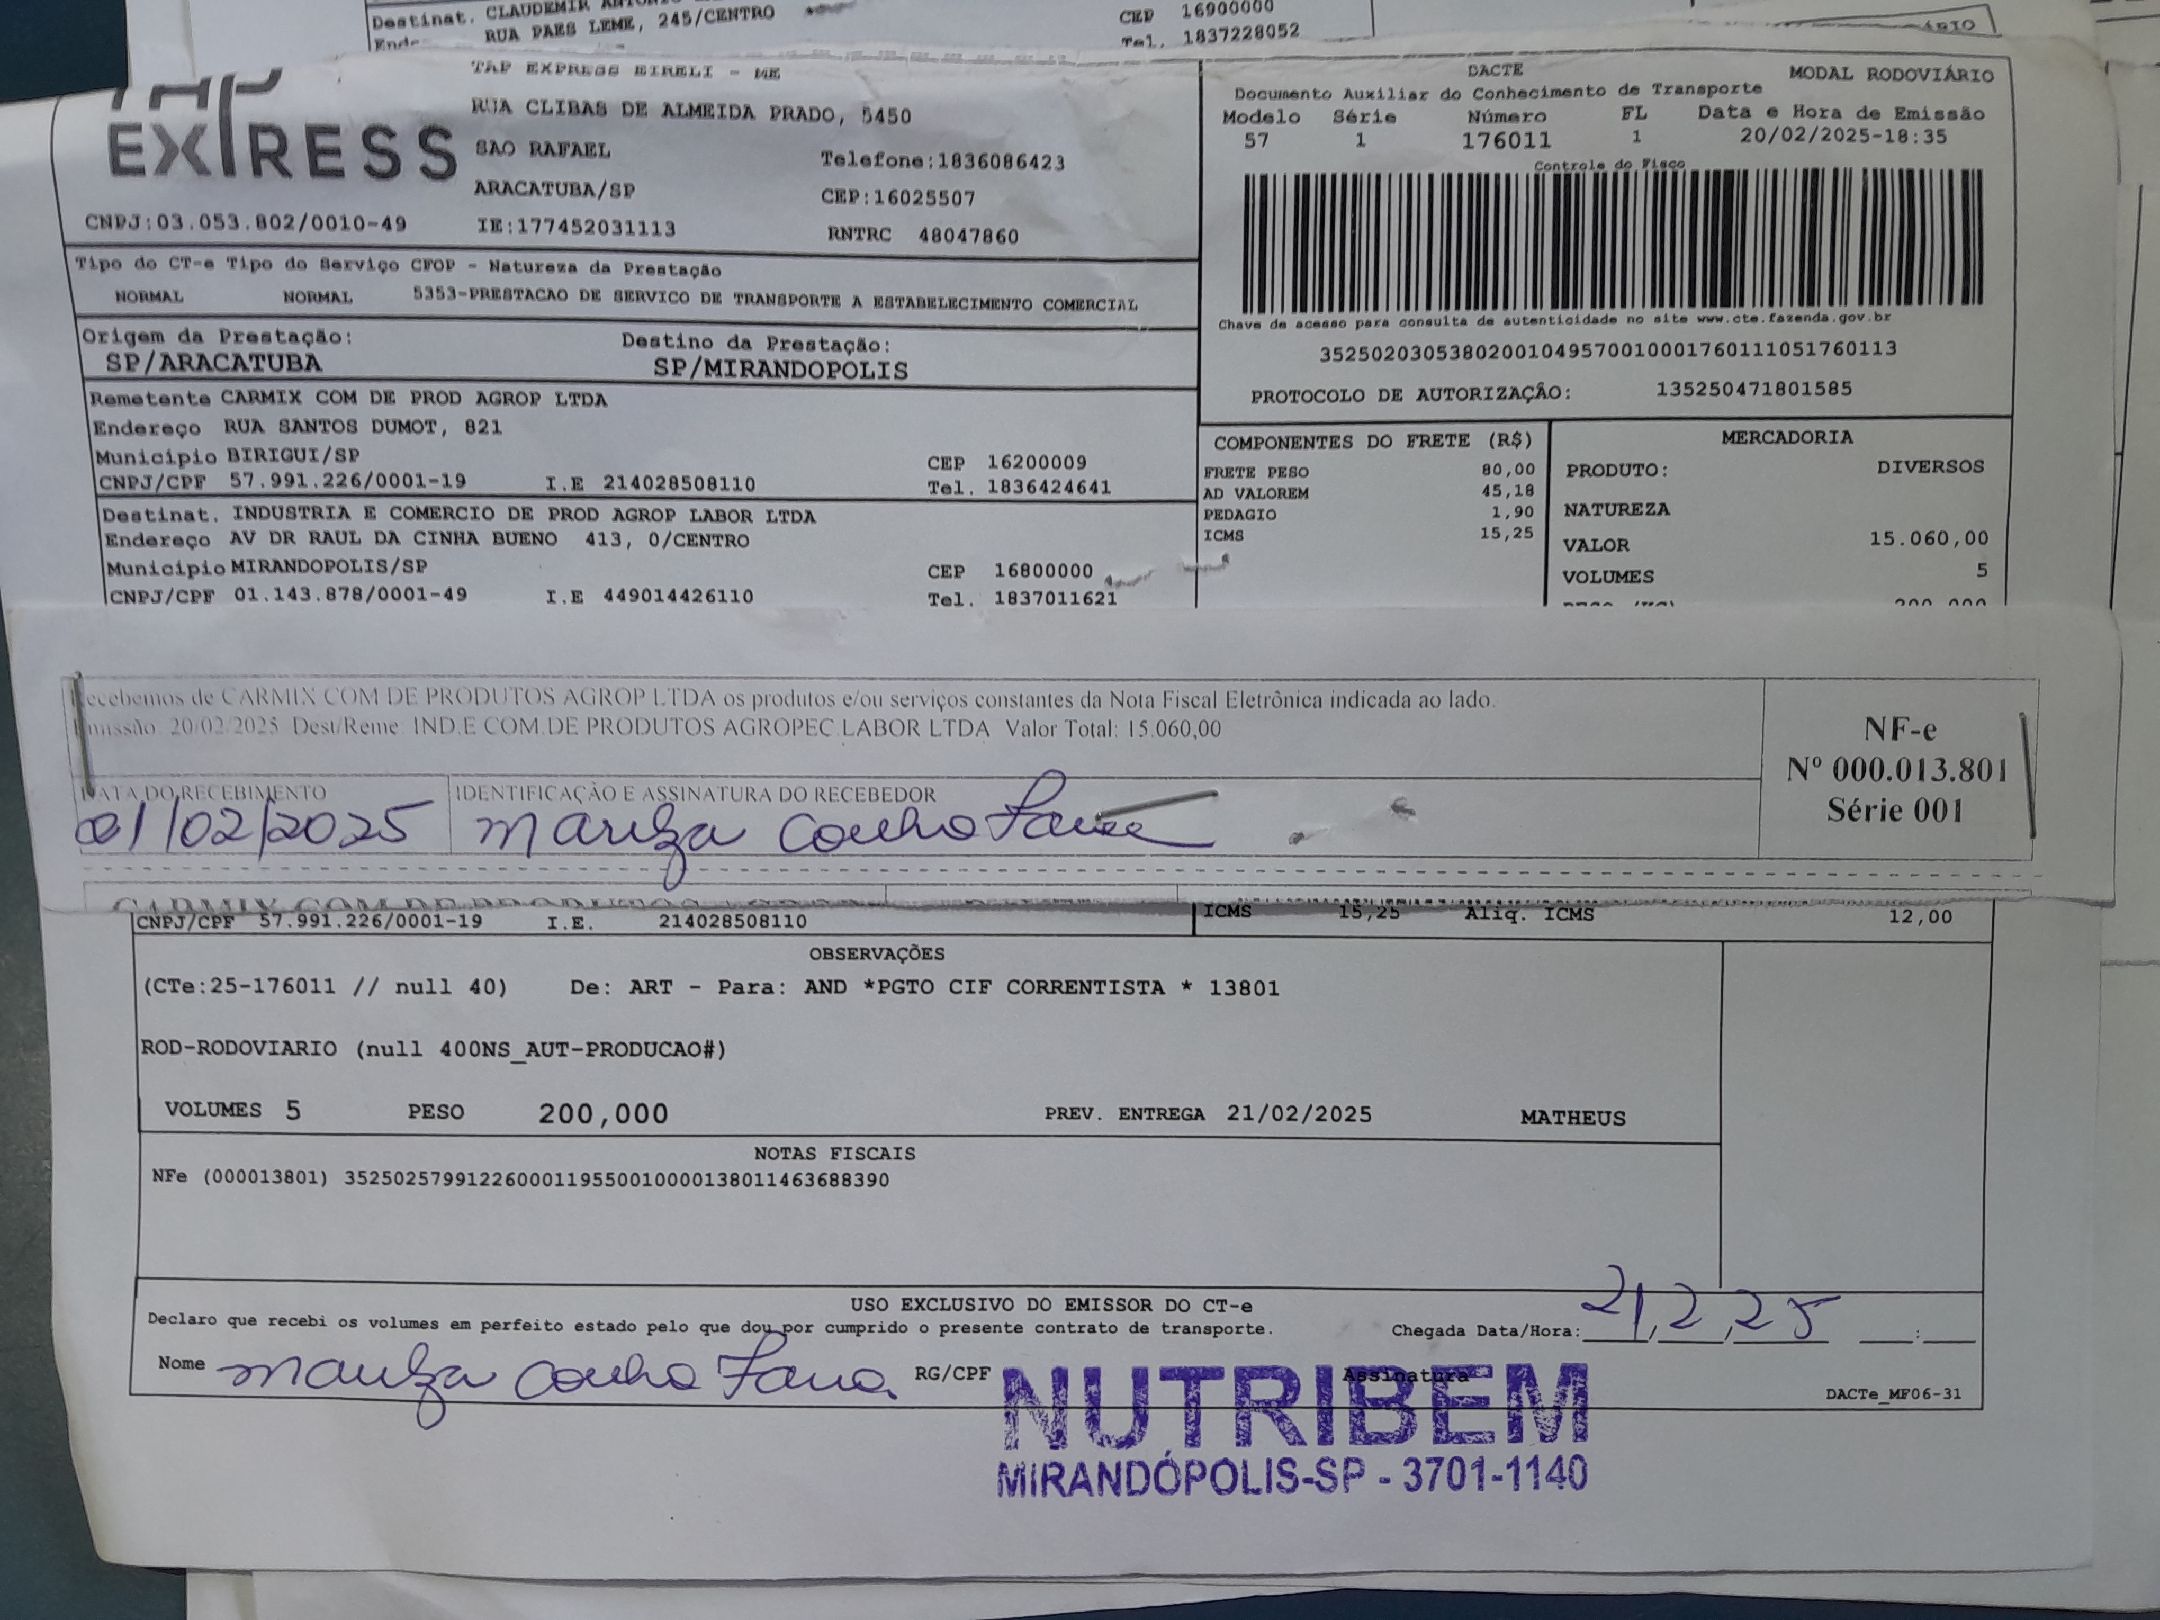 Destinat. CLAUDEMIR
RUA PAES LEME, 245/CENTRO
CEP 16900000
Tel. 1837228052
TAP EXPRESS
TAP EXPRESS EIRELI - ME
RUA CLIBAS DE ALMEIDA PRADO, 5450
SAO RAFAEL
Telefone:1836086423
ARACATUBA/SP
CEP:16025507
CNPJ:03.053.802/0010-49
IE:177452031113
RNTRC 48047860
DACTE
MODAL RODOVIÁRIO
Documento Auxiliar do Conhecimento de Transporte
Modelo Série Número FL Data e Hora de Emissão
57 1 176011 1 20/02/2025-18:35
Controle do Fisco
Chave de acesso para consulta de autenticidade no site www.cte.fazenda.gov.br
35250203053802001049570010001760111051760113
PROTOCOLO DE AUTORIZAÇÃO: 135250471801585
Tipo do CT-e Tipo do Serviço CFOP - Natureza da Prestação
NORMAL NORMAL 5353-PRESTACAO DE SERVICO DE TRANSPORTE A ESTABELECIMENTO COMERCIAL
Origem da Prestação: Destino da Prestação:
SP/ARACATUBA SP/MIRANDOPOLIS
Remetente CARMIX COM DE PROD AGROP LTDA
Endereço RUA SANTOS DUMOT, 821
Municipio BIRIGUI/SP CEP 16200009
CNPJ/CPF 57.991.226/0001-19 I.E 214028508110 Tel. 1836424641
Destinat. INDUSTRIA E COMERCIO DE PROD AGROP LABOR LTDA
Endereço AV DR RAUL DA CINHA BUENO 413, 0/CENTRO
Municipio MIRANDOPOLIS/SP CEP 16800000
CNPJ/CPF 01.143.878/0001-49 I.E 449014426110 Tel. 1837011621
COMPONENTES DO FRETE (R$)
FRETE PESO 80,00
AD VALOREM 45,18
PEDAGIO 1,90
ICMS 15,25
MERCADORIA
PRODUTO: DIVERSOS
NATUREZA
VALOR 15.060,00
VOLUMES 5
Recebemos de CARMIX COM DE PRODUTOS AGROP LTDA os produtos e/ou serviços constantes da Nota Fiscal Eletrônica indicada ao lado.
Emissão: 20/02/2025 Dest/Reme: IND.E COM.DE PRODUTOS AGROPEC.LABOR LTDA Valor Total: 15.060,00
NF-e
Nº 000.013.801
Série 001
DATA DO RECEBIMENTO
IDENTIFICAÇÃO E ASSINATURA DO RECEBEDOR
21/02/2025
CNPJ/CPF 57.991.226/0001-19 I.E. 214028508110
ICMS 15,25 Aliq. ICMS 12,00
OBSERVAÇÕES
(CTe:25-176011 // null 40) De: ART - Para: AND *PGTO CIF CORRENTISTA * 13801
ROD-RODOVIARIO (null 400NS_AUT-PRODUCAO#)
VOLUMES 5 PESO 200,000 PREV. ENTREGA 21/02/2025 MATHEUS
NOTAS FISCAIS
NFe (000013801) 35250257991226000119550010000138011463688390
USO EXCLUSIVO DO EMISSOR DO CT-e
Declaro que recebi os volumes em perfeito estado pelo que dou por cumprido o presente contrato de transporte.
Chegada Data/Hora: 21, 2, 25 :
Nome RG/CPF Assinatura
DACTe_MF06-31
NUTRIBEM
MIRANDÓPOLIS-SP - 3701-1140